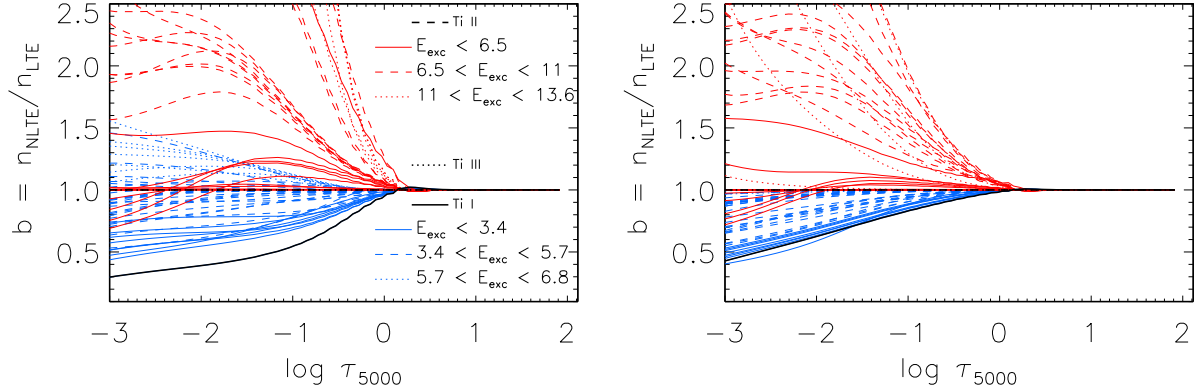 b = n_NLTE/n_LTE
2.5
2.0
1.5
1.0
0.5
Ti II
E_exc < 6.5
6.5 < E_exc < 11
11 < E_exc < 13.6
Ti III
Ti I
E_exc < 3.4
3.4 < E_exc < 5.7
5.7 < E_exc < 6.8
−3 −2 −1 0 1 2
log τ_5000
b = n_NLTE/n_LTE
2.5
2.0
1.5
1.0
0.5
−3 −2 −1 0 1 2
log τ_5000